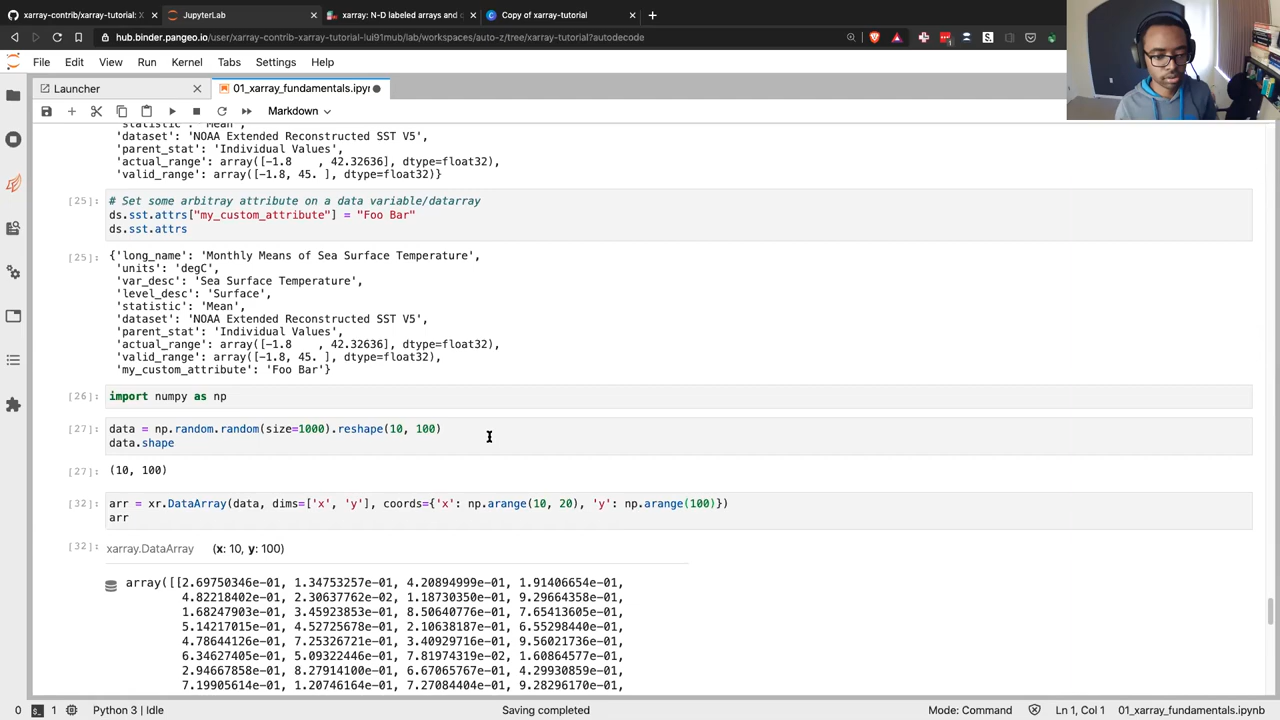 xarray-contrib/xarray-tutorial: X
JupyterLab
xarray: N-D labeled arrays and
Copy of xarray-tutorial
hub.binder.pangeo.io/user/xarray-contrib-xarray-tutorial-lui91mub/lab/workspaces/auto-z/tree/xarray-tutorial?autodecode
File Edit View Run Kernel Tabs Settings Help
Launcher
01_xarray_fundamentals.ipyn
Markdown
'statistic': 'Mean',
'dataset': 'NOAA Extended Reconstructed SST V5',
'parent_stat': 'Individual Values',
'actual_range': array([-1.8    , 42.32636], dtype=float32),
'valid_range': array([-1.8, 45. ], dtype=float32)}
[25]: # Set some arbitray attribute on a data variable/datarray
ds.sst.attrs["my_custom_attribute"] = "Foo Bar"
ds.sst.attrs
[25]: {'long_name': 'Monthly Means of Sea Surface Temperature',
'units': 'degC',
'var_desc': 'Sea Surface Temperature',
'level_desc': 'Surface',
'statistic': 'Mean',
'dataset': 'NOAA Extended Reconstructed SST V5',
'parent_stat': 'Individual Values',
'actual_range': array([-1.8    , 42.32636], dtype=float32),
'valid_range': array([-1.8, 45. ], dtype=float32),
'my_custom_attribute': 'Foo Bar'}
[26]: import numpy as np
[27]: data = np.random.random(size=1000).reshape(10, 100)
data.shape
[27]: (10, 100)
[32]: arr = xr.DataArray(data, dims=['x', 'y'], coords={'x': np.arange(10, 20), 'y': np.arange(100)})
arr
[32]: xarray.DataArray (x: 10, y: 100)
array([[2.69750346e-01, 1.34753257e-01, 4.20894999e-01, 1.91406654e-01,
4.82218402e-01, 2.30637762e-02, 1.18730350e-01, 9.29664358e-01,
1.68247903e-01, 3.45923853e-01, 8.50640776e-01, 7.65413605e-01,
5.14217015e-01, 4.52725678e-01, 2.10638187e-01, 6.55298440e-01,
4.78644126e-01, 7.25326721e-01, 3.40929716e-01, 9.56021736e-01,
6.34627405e-01, 5.09322446e-01, 7.81974319e-02, 1.60864577e-01,
2.94667858e-01, 8.27914100e-01, 6.67065767e-01, 4.29930859e-01,
7.19905614e-01, 1.20746164e-01, 7.27084404e-01, 9.28296170e-01,
0 1 Python 3 | Idle Saving completed Mode: Command Ln 1, Col 1 01_xarray_fundamentals.ipynb